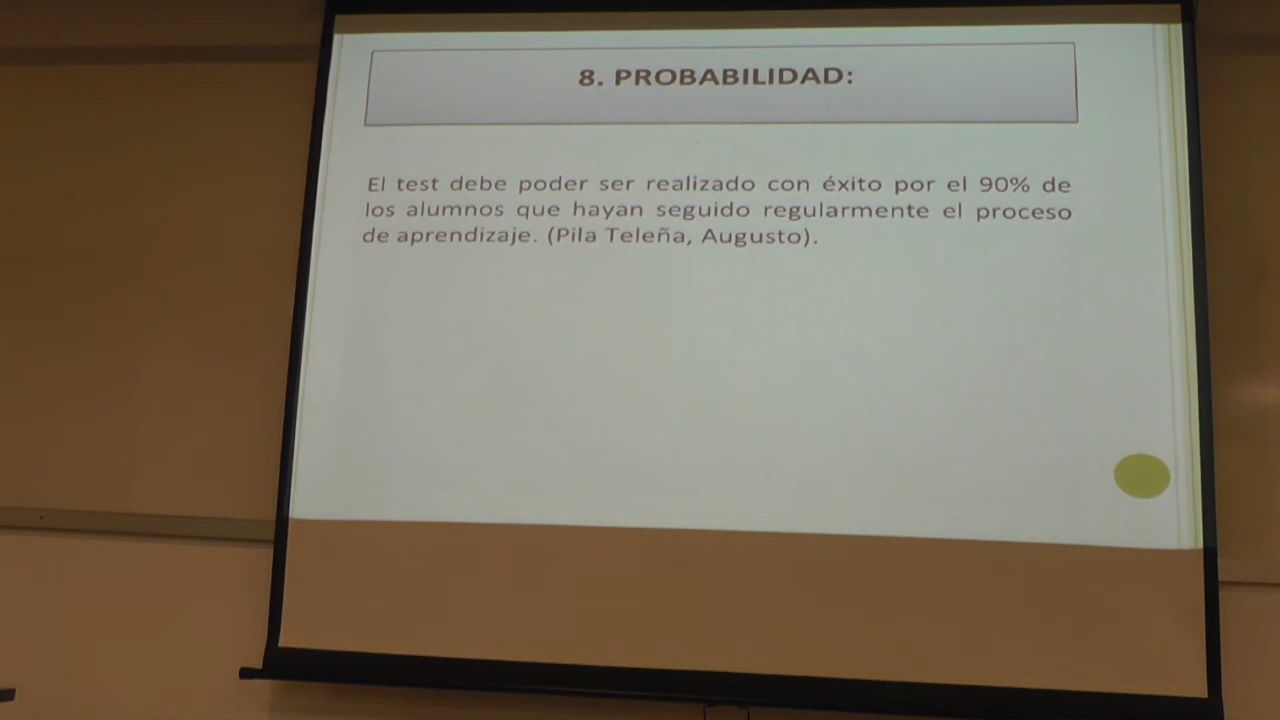 8. PROBABILIDAD:
El test debe poder ser realizado con éxito por el 90% de
los alumnos que hayan seguido regularmente el proceso
de aprendizaje. (Pila Teleña, Augusto).